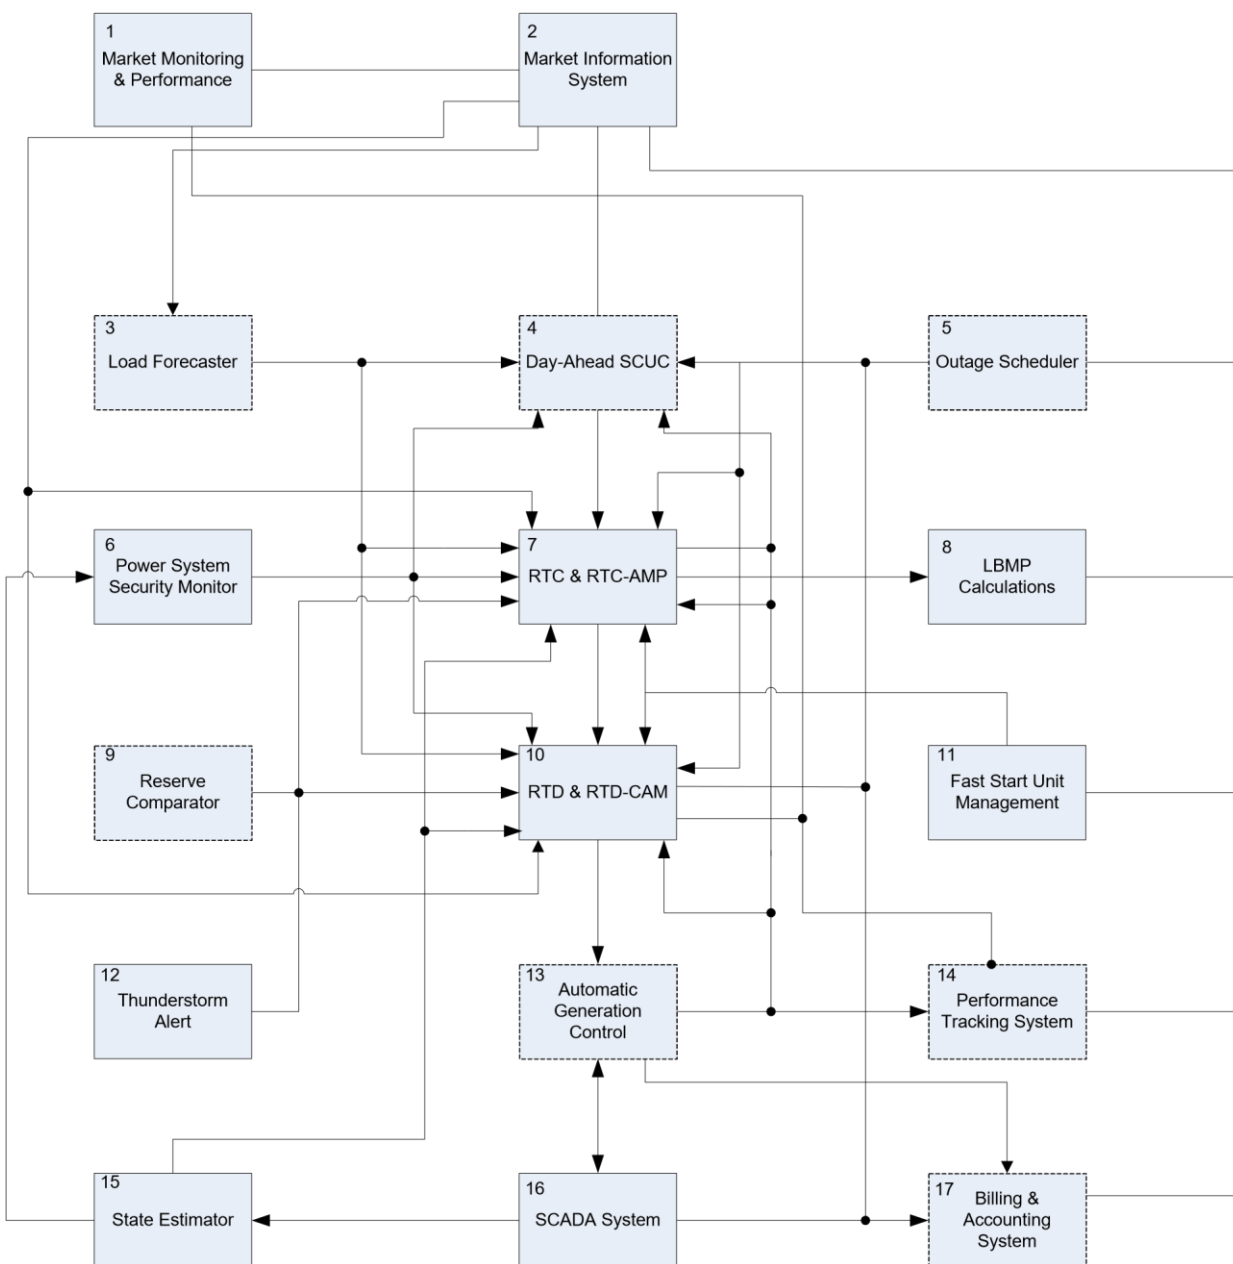 1
Market Monitoring
& Performance
2
Market Information
System
3
Load Forecaster
4
Day-Ahead SCUC
5
Outage Scheduler
6
Power System
Security Monitor
7
RTC & RTC-AMP
8
LBMP
Calculations
9
Reserve
Comparator
10
RTD & RTD-CAM
11
Fast Start Unit
Management
12
Thunderstorm
Alert
13
Automatic
Generation
Control
14
Performance
Tracking System
15
State Estimator
16
SCADA System
17
Billing &
Accounting
System